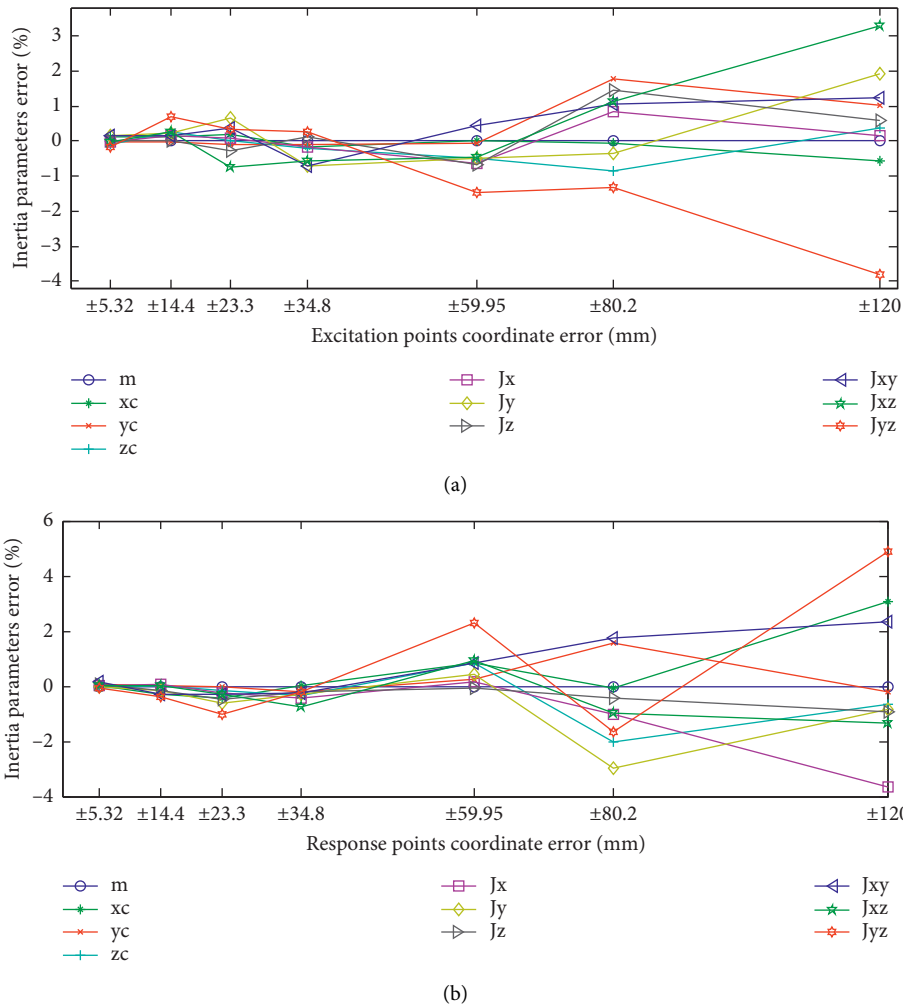 3
2
1
0
−1
−2
−3
−4
Inertia parameters error (%)
±5.32 ±14.4 ±23.3 ±34.8 ±59.95 ±80.2 ±120
Excitation points coordinate error (mm)
m Jx Jxy
xc Jy Jxz
yc Jz Jyz
zc
(a)
6
4
2
0
−2
−4
Inertia parameters error (%)
±5.32 ±14.4 ±23.3 ±34.8 ±59.95 ±80.2 ±120
Response points coordinate error (mm)
m Jx Jxy
xc Jy Jxz
yc Jz Jyz
zc
(b)